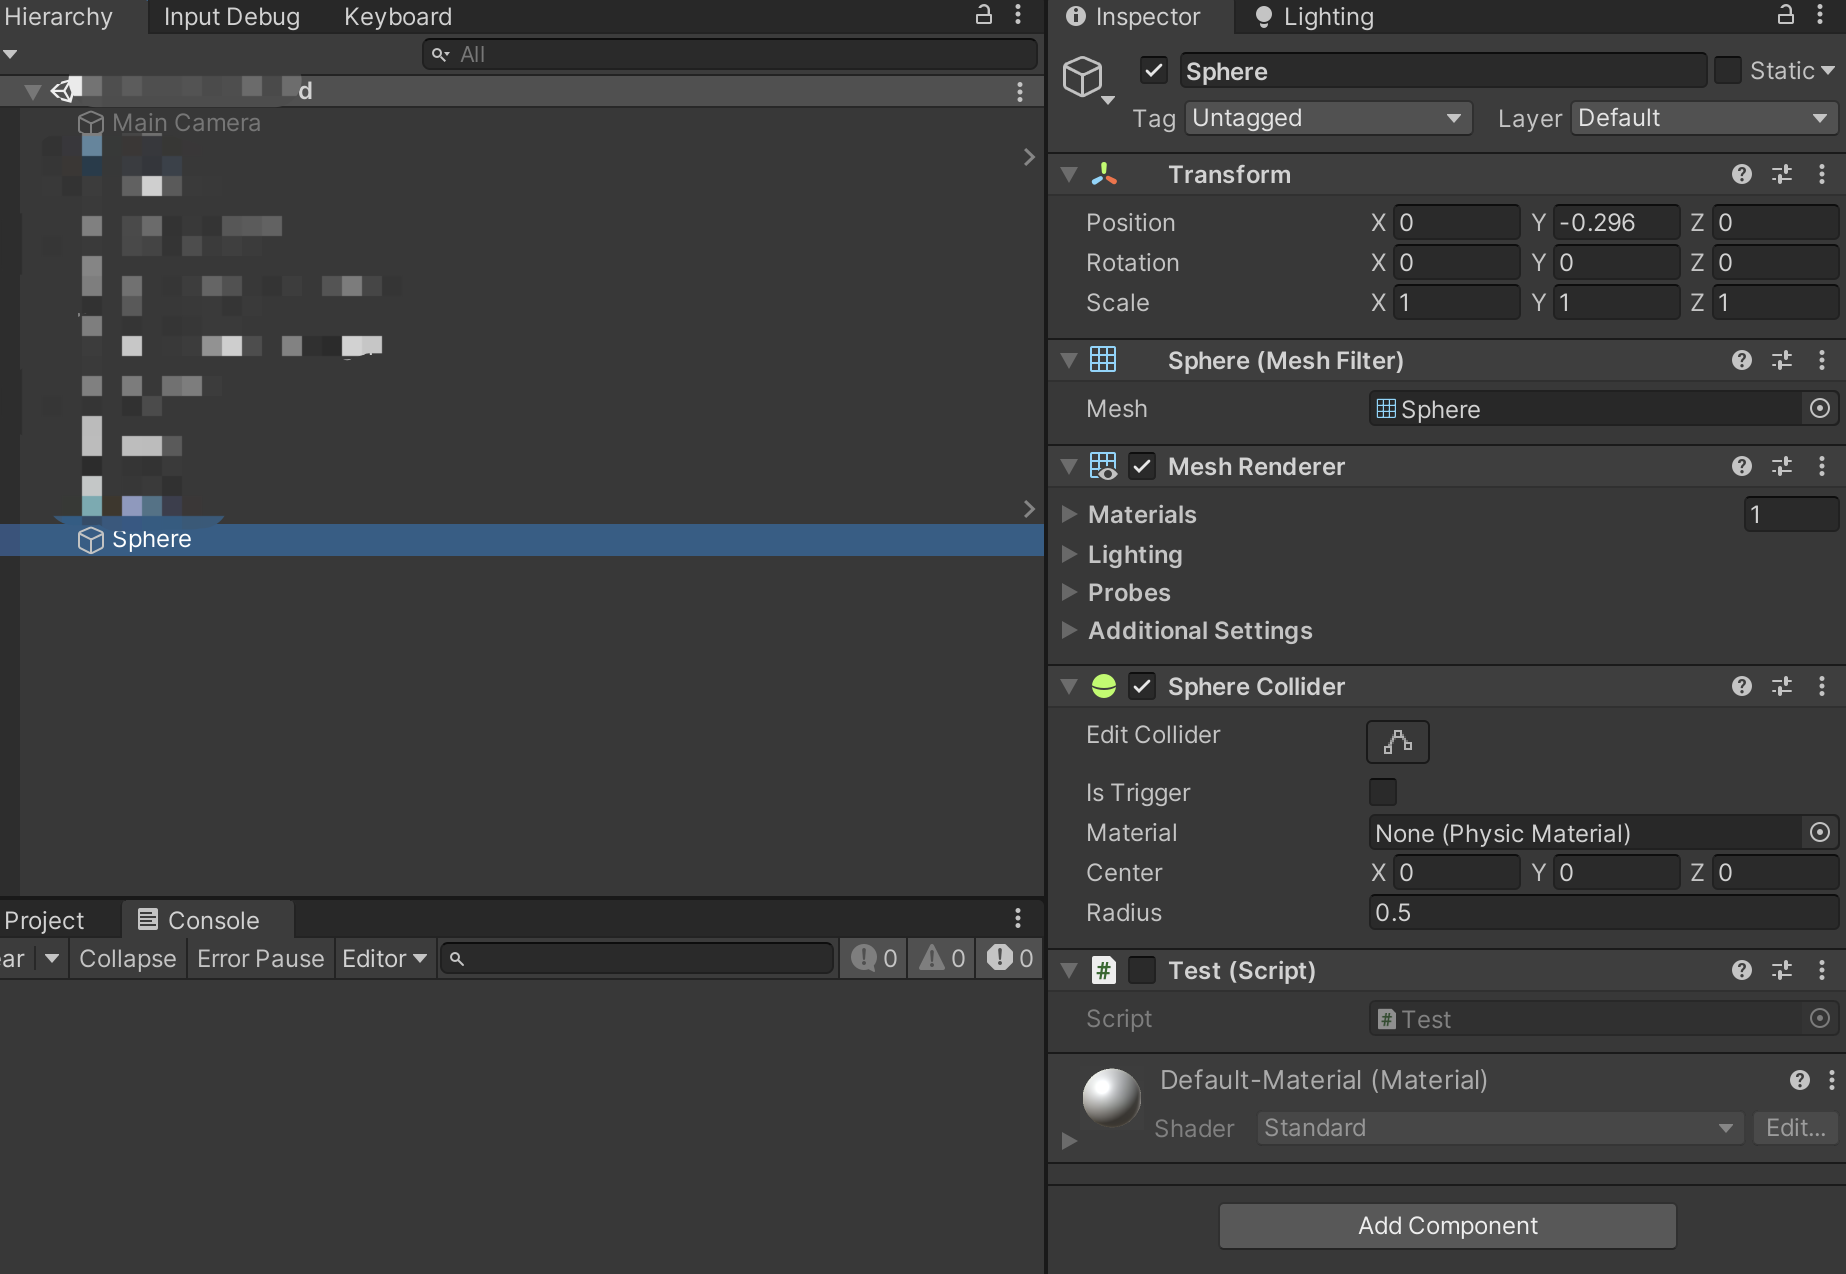 Hierarchy
Input Debug
Keyboard
All
d
Main Camera
Sphere
Project
Console
ar
Collapse
Error Pause
Editor
0
0
0
Inspector
Lighting
Sphere
Static
Tag
Untagged
Layer
Default
Transform
Position X 0 Y -0.296 Z 0
Rotation X 0 Y 0 Z 0
Scale X 1 Y 1 Z 1
Sphere (Mesh Filter)
Mesh
Sphere
Mesh Renderer
Materials 1
Lighting
Probes
Additional Settings
Sphere Collider
Edit Collider
Is Trigger
Material None (Physic Material)
Center X 0 Y 0 Z 0
Radius 0.5
# Test (Script)
Script # Test
Default-Material (Material)
Shader Standard Edit...
Add Component